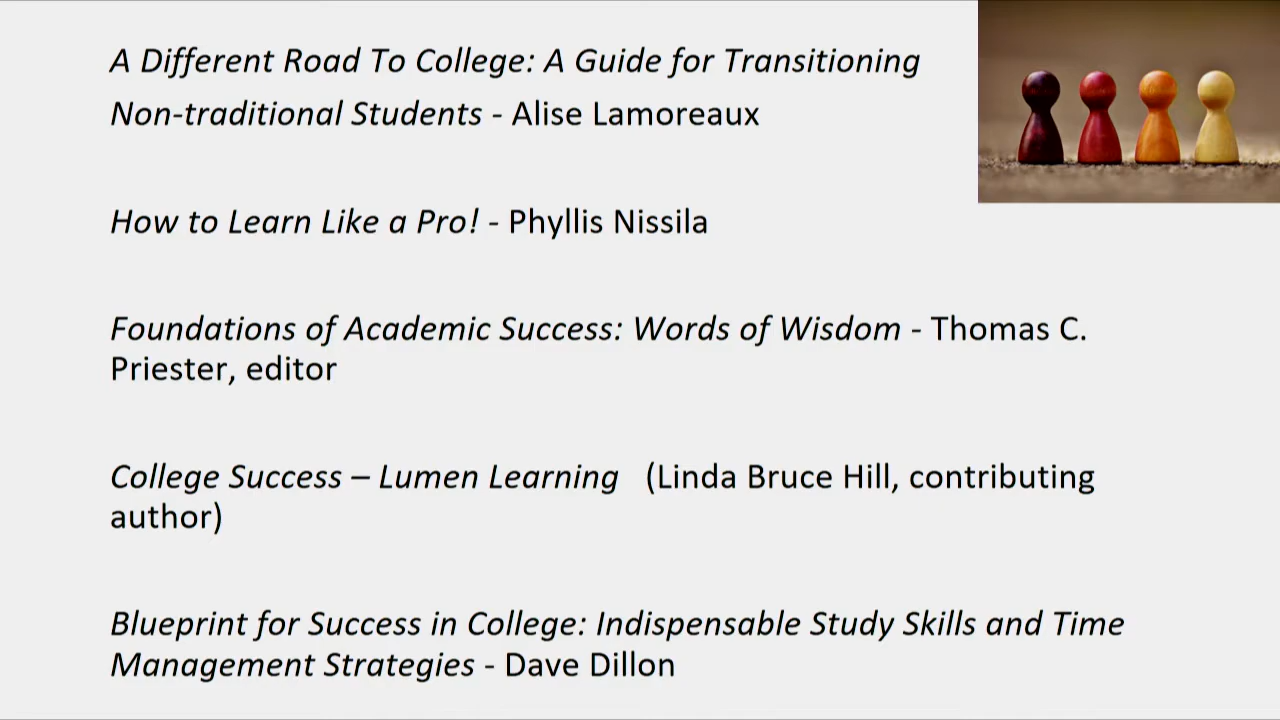 A Different Road To College: A Guide for Transitioning
Non-traditional Students - Alise Lamoreaux
How to Learn Like a Pro! - Phyllis Nissila
Foundations of Academic Success: Words of Wisdom - Thomas C.
Priester, editor
College Success – Lumen Learning (Linda Bruce Hill, contributing
author)
Blueprint for Success in College: Indispensable Study Skills and Time
Management Strategies - Dave Dillon